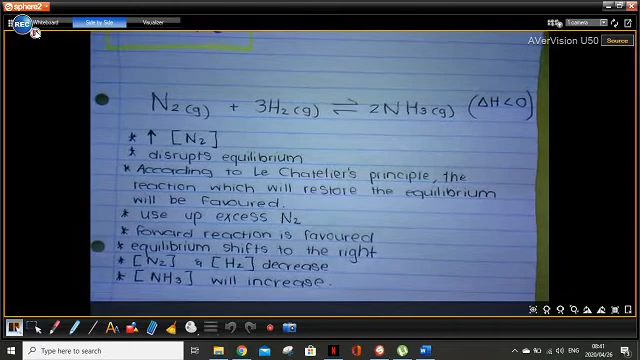 sphere2
REC
Whiteboard
Side by Side
Visualizer
1:camera
AVerVision U50
Source
N2(g) + 3H2(g) ⇌ 2NH3(g) (ΔH<0)
* ↑ [N2]
* disrupts equilibrium
* According to Le Chatelier's principle, the
reaction which will restore the equilibrium
will be favoured.
* use up excess N2
* forward reaction is favoured
* equilibrium shifts to the right
* [N2] & [H2] decrease
* [NH3] will increase.
Type here to search
ENG
08:41
2020/04/26